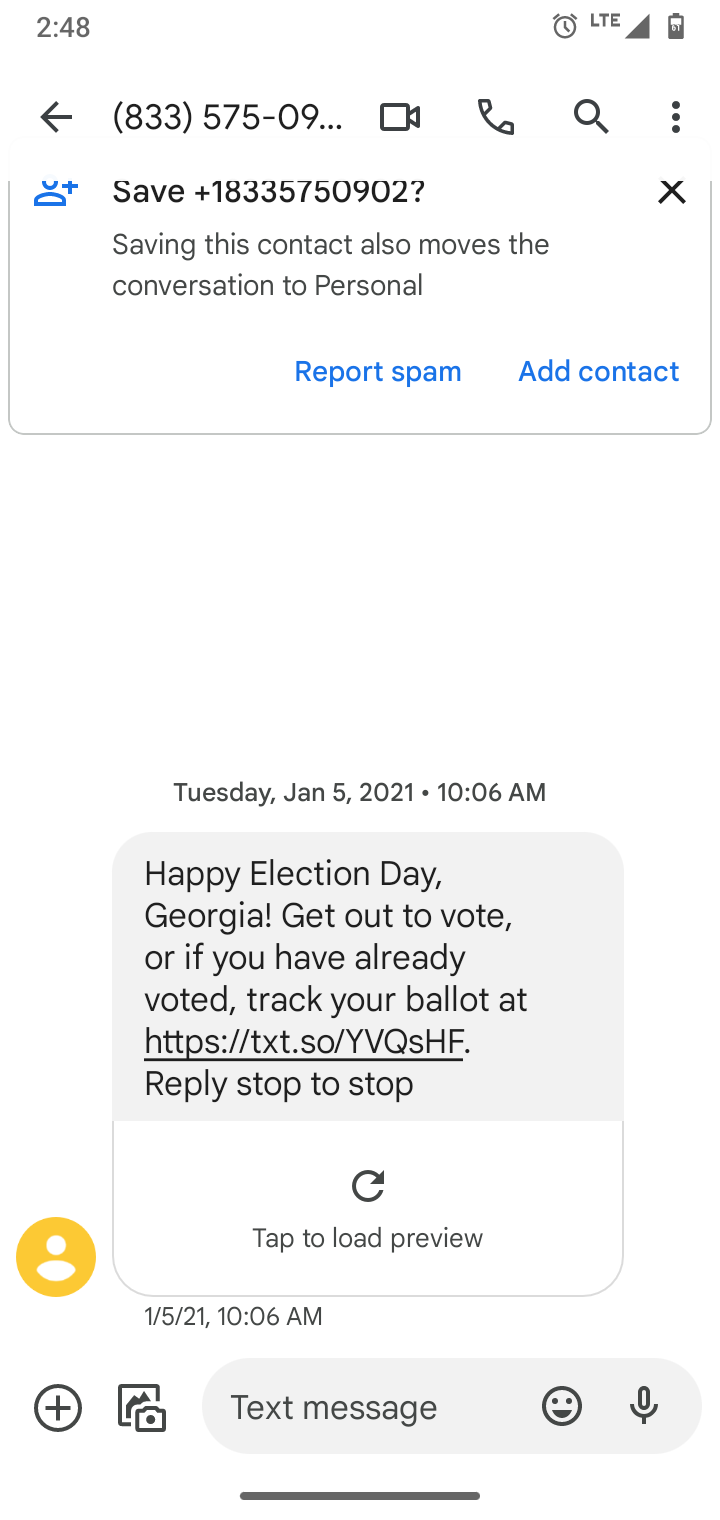 2:48
LTE
(833) 575-09...
Save +18335750902?
Saving this contact also moves the
conversation to Personal
Report spam
Add contact
Tuesday, Jan 5, 2021 • 10:06 AM
Happy Election Day,
Georgia! Get out to vote,
or if you have already
voted, track your ballot at
https://txt.so/YVQsHF.
Reply stop to stop
Tap to load preview
1/5/21, 10:06 AM
Text message